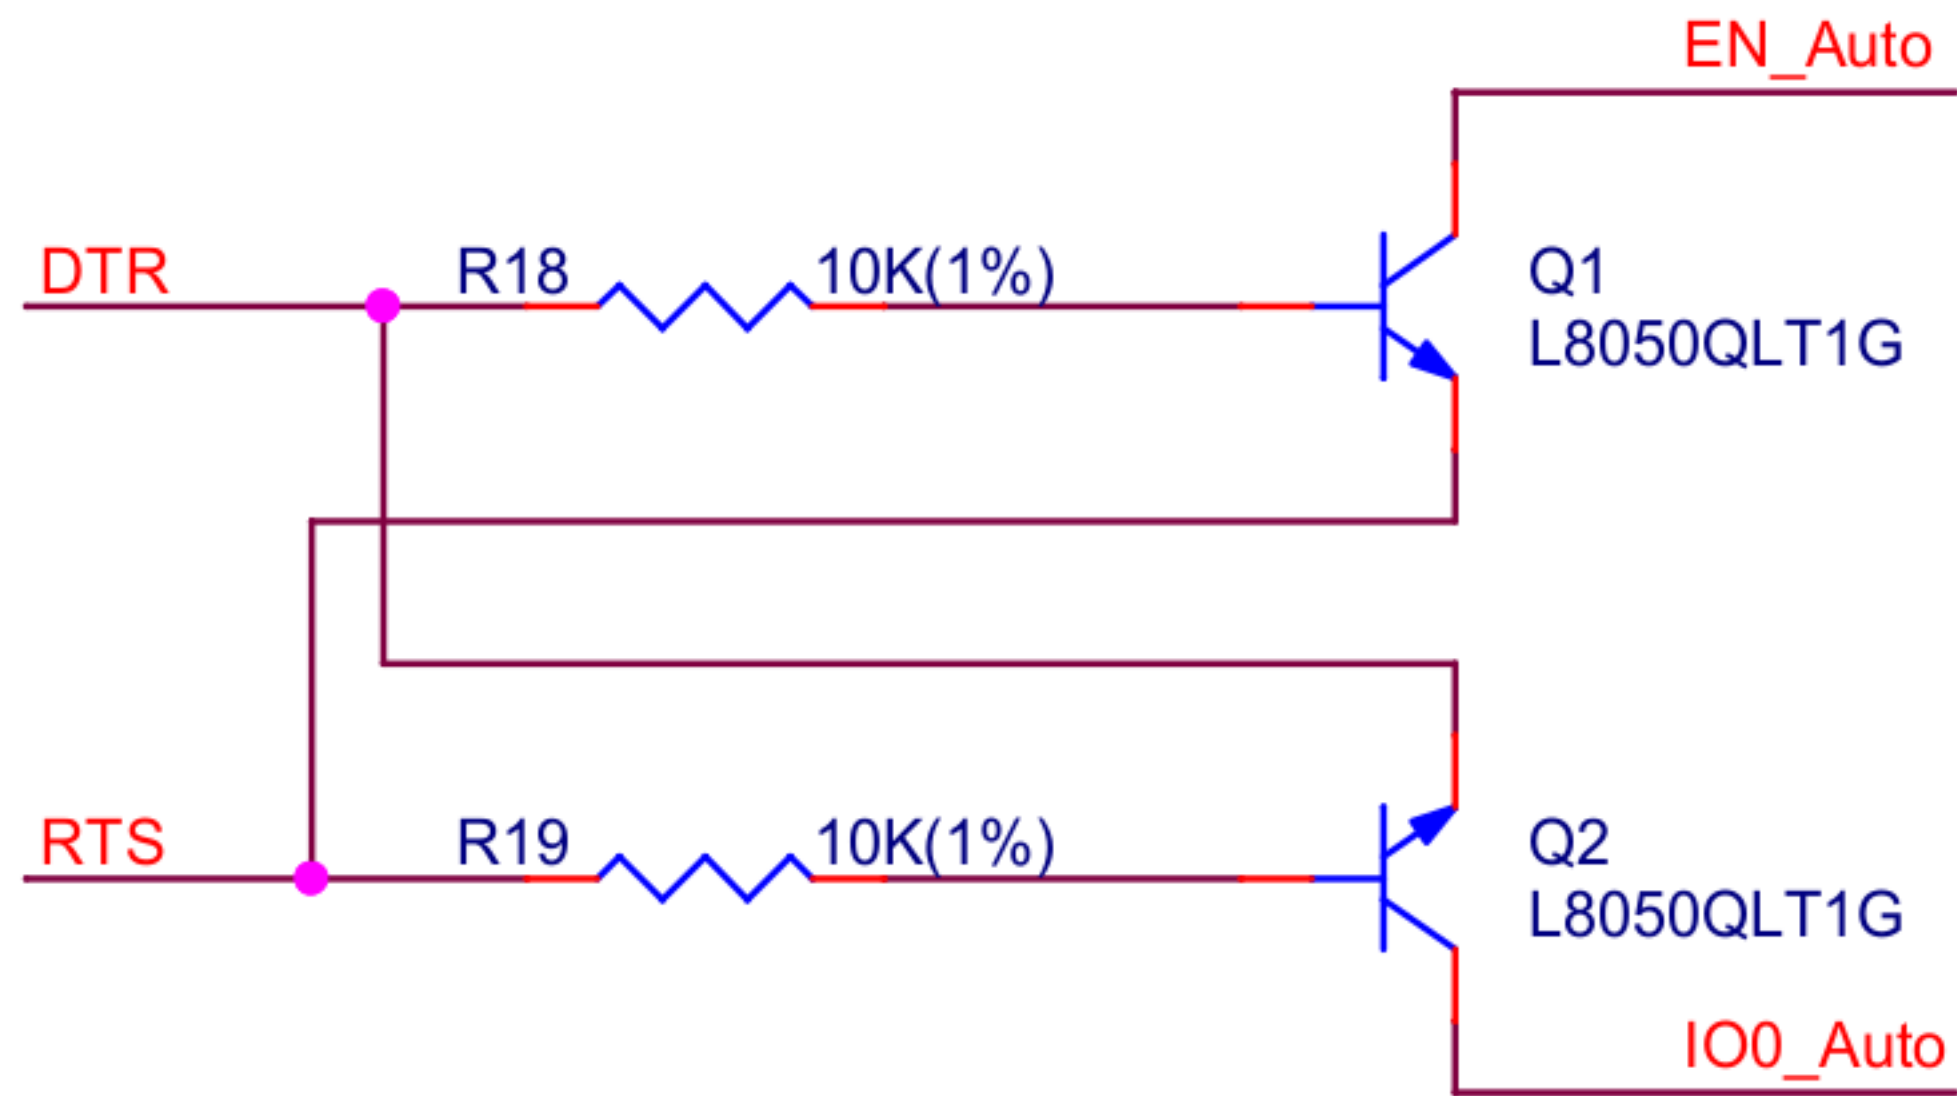 EN_Auto
DTR
R18
10K(1%)
Q1
L8050QLT1G
RTS
R19
10K(1%)
Q2
L8050QLT1G
IO0_Auto